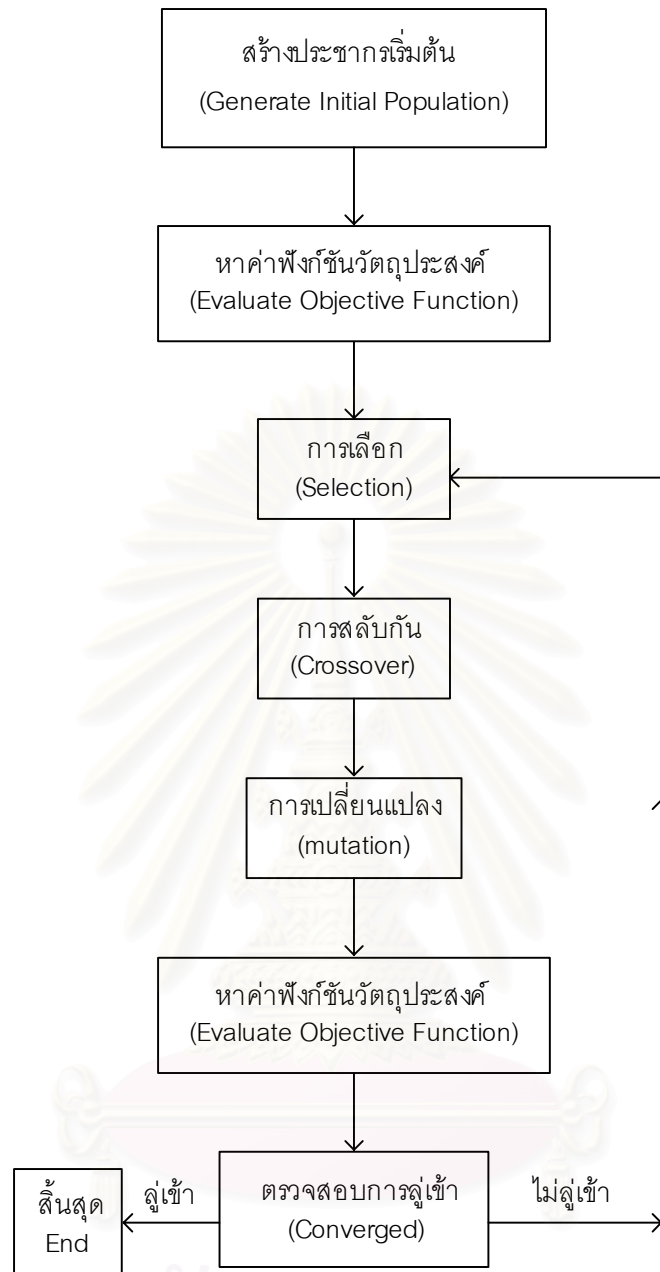 สร้างประชากรเริ่มต้น
(Generate Initial Population)
หาค่าฟังก์ชันวัตถุประสงค์
(Evaluate Objective Function)
การเลือก
(Selection)
การสลับกัน
(Crossover)
การเปลี่ยนแปลง
(mutation)
หาค่าฟังก์ชันวัตถุประสงค์
(Evaluate Objective Function)
สิ้นสุด
End
ลู่เข้า
ตรวจสอบการลู่เข้า
(Converged)
ไม่ลู่เข้า